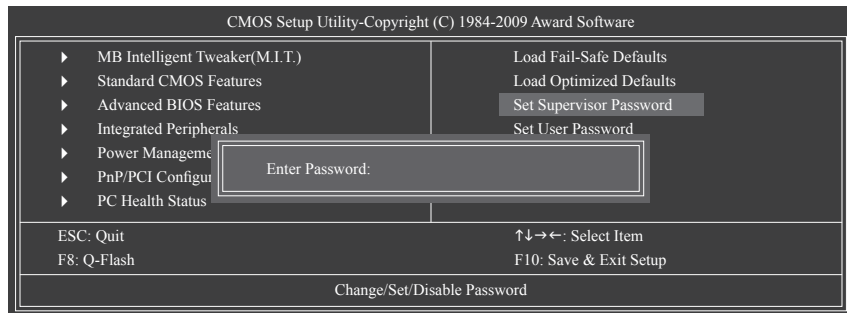 CMOS Setup Utility-Copyright (C) 1984-2009 Award Software
MB Intelligent Tweaker(M.I.T.)
Standard CMOS Features
Advanced BIOS Features
Integrated Peripherals
Power Manageme
PnP/PCI Configur
PC Health Status
Load Fail-Safe Defaults
Load Optimized Defaults
Set Supervisor Password
Set User Password
Enter Password:
ESC: Quit
F8: Q-Flash
↑↓→←: Select Item
F10: Save & Exit Setup
Change/Set/Disable Password